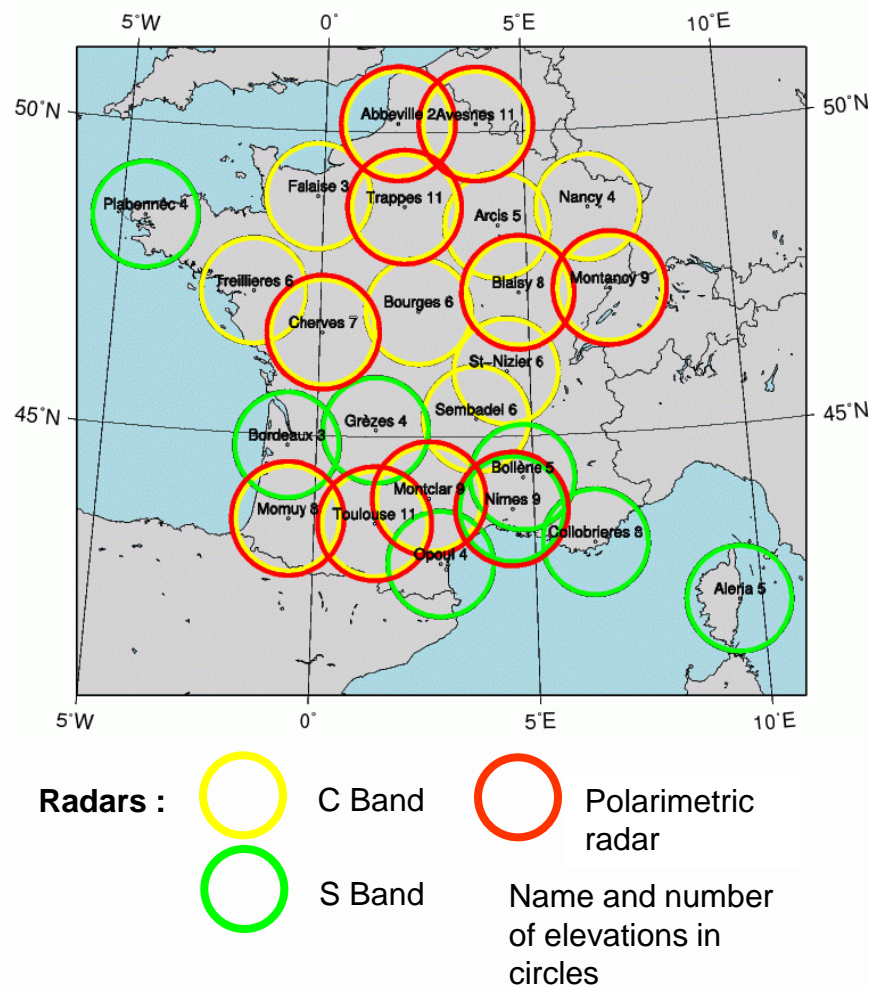 5°W 0° 5°E 10°E
50°N 50°N
Abbeville 2 Avesnes 11
Falaise 3 Trappes 11 Nancy 4
Plabennec 4 Arcis 5
Treillieres 6 Bourges 6 Blaisy 8 Montancy 9
Cherves 7
St-Nizier 6
45°N Sembadel 6 45°N
Bordeaux 3 Grèzes 4
Bollène 5
Momuy 8 Toulouse 11 Montclar 9 Nimes 9
Opoul 4 Collobrieres 8
Aleria 5
5°W 0° 5°E 10°E
Radars : C Band Polarimetric
radar
S Band Name and number
of elevations in
circles